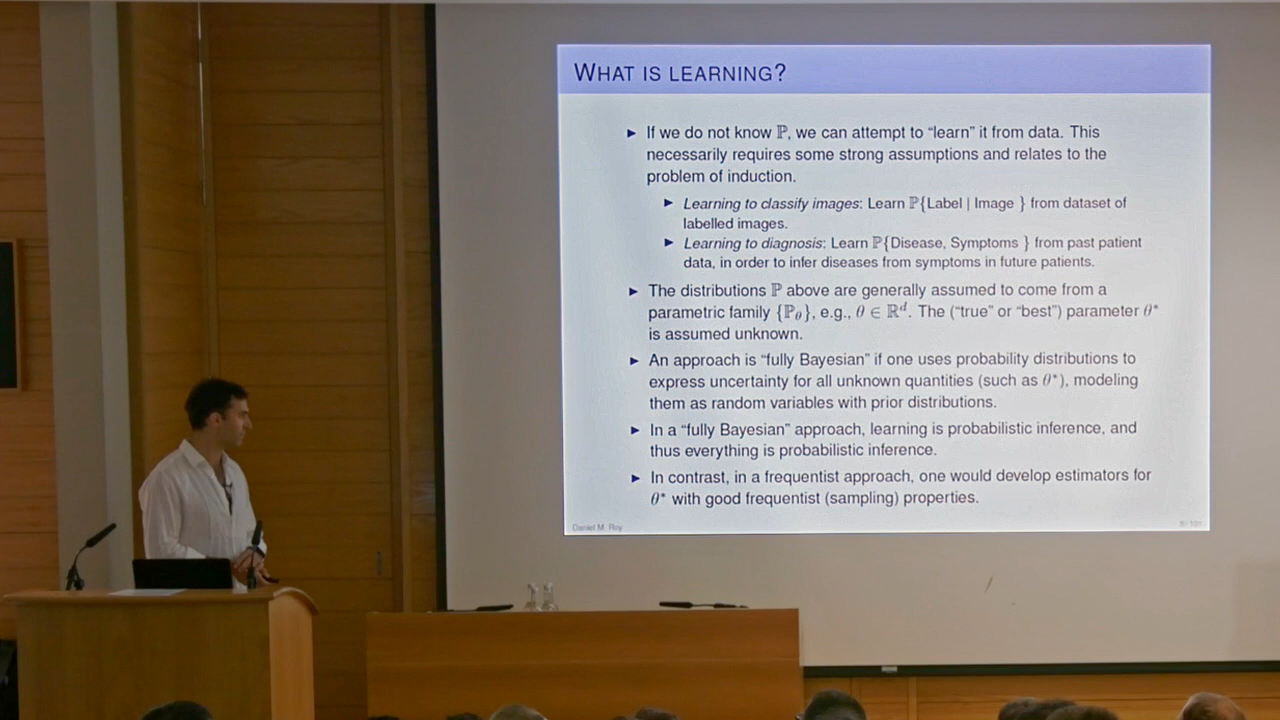 WHAT IS LEARNING?
► If we do not know ℙ, we can attempt to “learn” it from data. This
necessarily requires some strong assumptions and relates to the
problem of induction.
► Learning to classify images: Learn ℙ{Label | Image } from dataset of
labelled images.
► Learning to diagnosis: Learn ℙ{Disease, Symptoms } from past patient
data, in order to infer diseases from symptoms in future patients.
► The distributions ℙ above are generally assumed to come from a
parametric family {ℙ_θ}, e.g., θ ∈ ℝ^d. The (“true” or “best”) parameter θ*
is assumed unknown.
► An approach is “fully Bayesian” if one uses probability distributions to
express uncertainty for all unknown quantities (such as θ*), modeling
them as random variables with prior distributions.
► In a “fully Bayesian” approach, learning is probabilistic inference, and
thus everything is probabilistic inference.
► In contrast, in a frequentist approach, one would develop estimators for
θ* with good frequentist (sampling) properties.
Daniel M. Roy